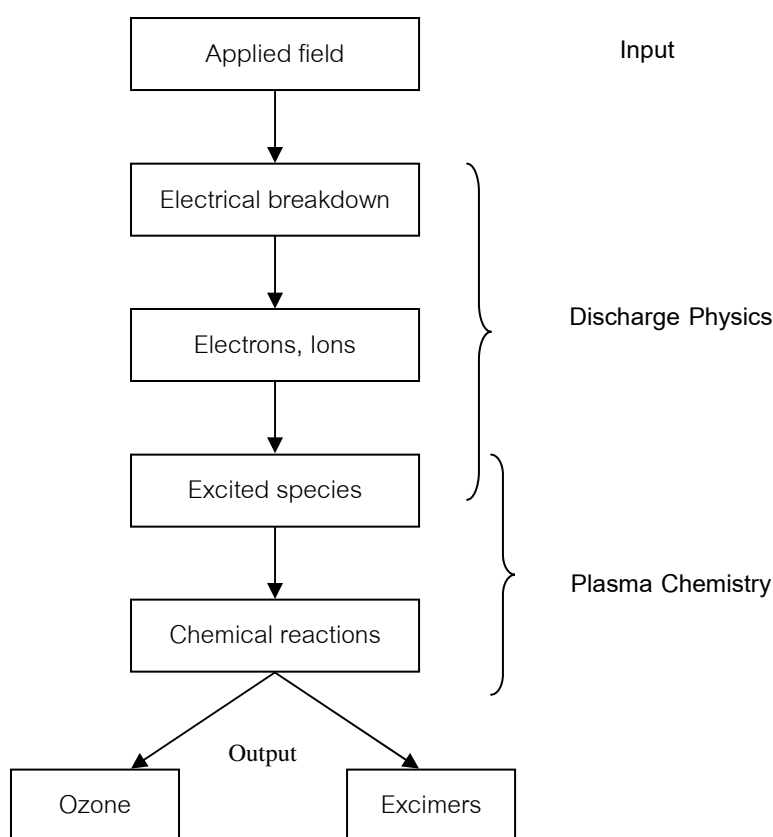 Applied field
Input
Electrical breakdown
Discharge Physics
Electrons, Ions
Excited species
Plasma Chemistry
Chemical reactions
Output
Ozone
Excimers